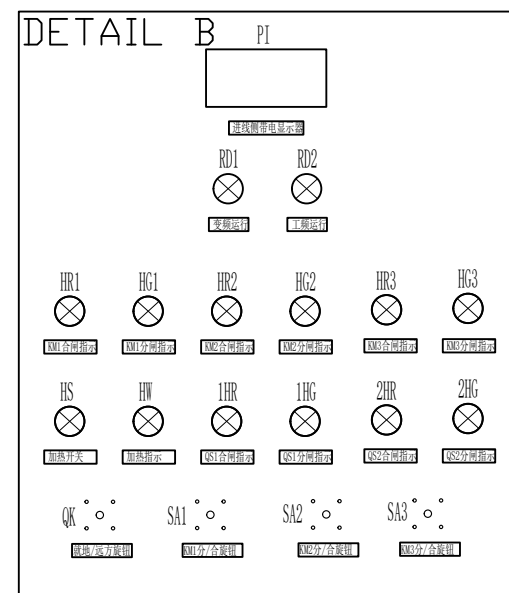 DETAIL B
PI
进线侧带电显示器
RD1 RD2
变频运行 工频运行
HR1 HG1 HR2 HG2 HR3 HG3
KM1合闸指示 KM1分闸指示 KM2合闸指示 KM2分闸指示 KM3合闸指示 KM3分闸指示
HS HW 1HR 1HG 2HR 2HG
加热开关 加热指示 QS1合闸指示 QS1分闸指示 QS2合闸指示 QS2分闸指示
QK SA1 SA2 SA3
就地/远方旋钮 KM1分/合旋钮 KM2分/合旋钮 KM3分/合旋钮